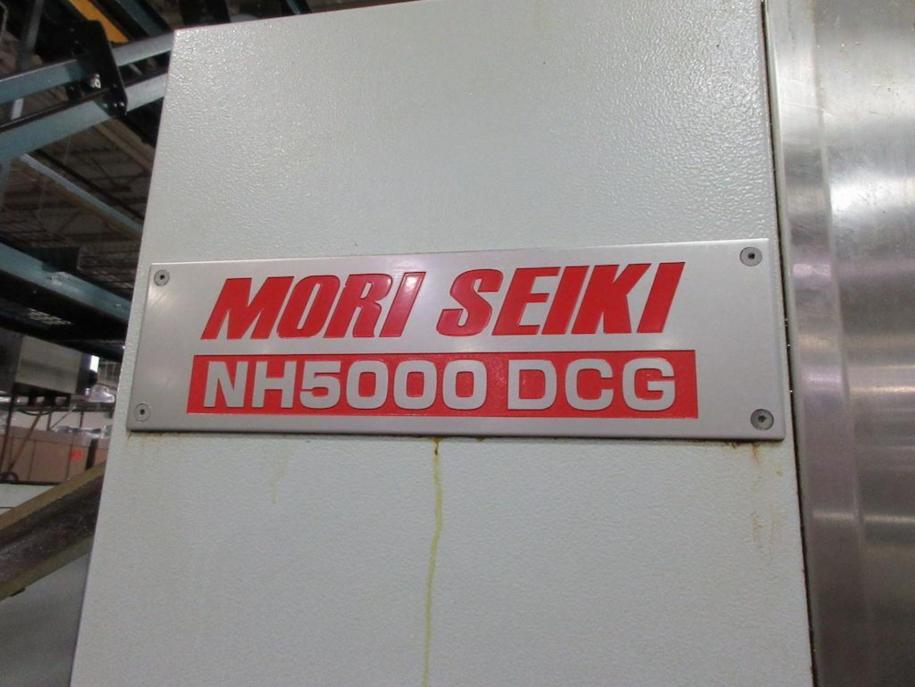 MORI SEIKI
NH5000 DCG